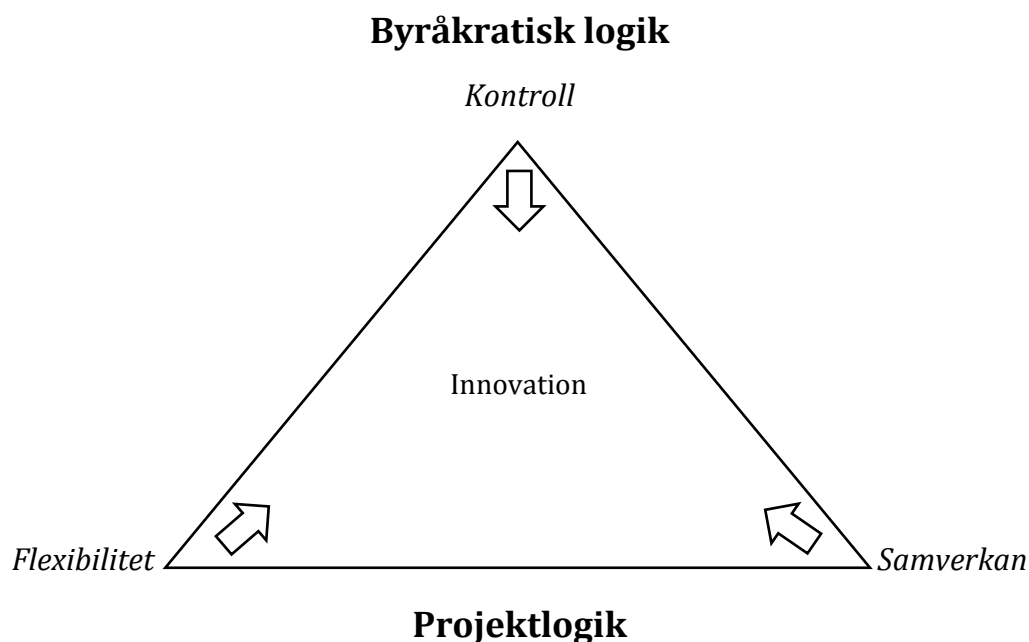 Byråkratisk logik
Kontroll
Innovation
Flexibilitet
Samverkan
Projektlogik